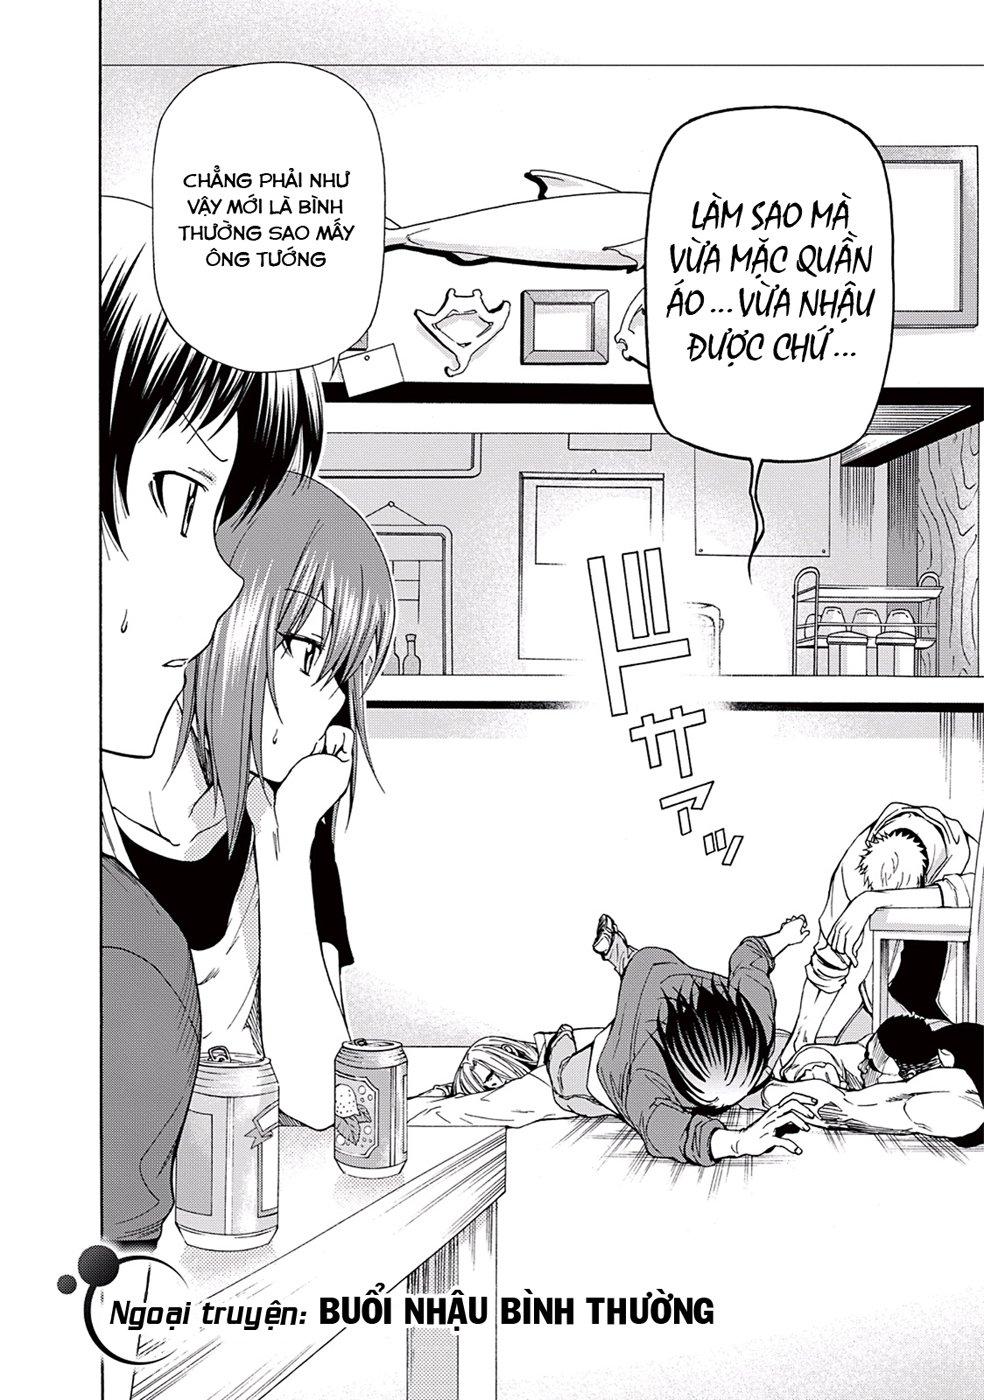 LÀM SAO MÀ
VỪA MẶC QUẦN
ÁO ... VỪA NHẬU
ĐƯỢC CHỨ ...
CHẲNG PHẢI NHƯ
VẬY MỚI LÀ BÌNH
THƯỜNG SAO MẤY
ÔNG TƯỚNG
ドサァッ
Ngoại truyện: BUỔI NHẬU BÌNH THƯỜNG